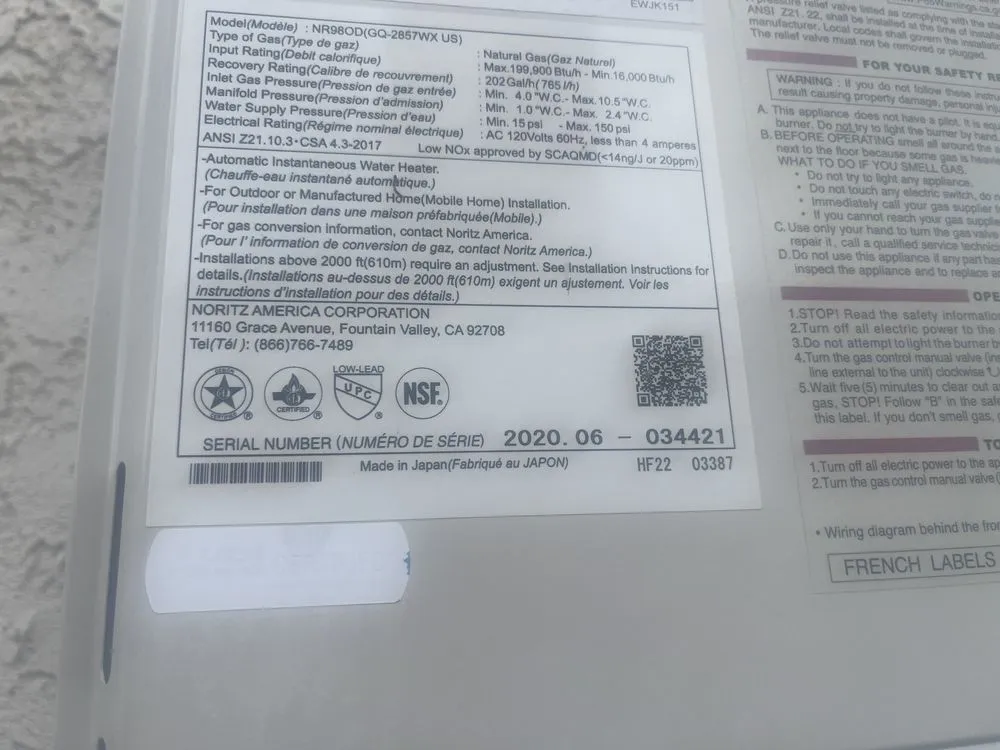 EWJK151
Model(Modèle) : NR98OD(GQ-2857WX US)
Type of Gas(Type de gaz) : Natural Gas(Gaz Naturel)
Input Rating(Debit calorifique) : Max.199,900 Btu/h - Min.16,000 Btu/h
Recovery Rating(Calibre de recouvrement) : 202Gal/h(765 l/h)
Inlet Gas Pressure(Pression de gaz entrée) : Min. 4.0 "W.C.- Max. 10.5 "W.C.
Manifold Pressure(Pression d'admission) : Min. 1.0 "W.C.- Max. 2.4 "W.C.
Water Supply Pressure(Pression d'eau) : Min. 15 psi - Max. 150 psi
Electrical Rating(Régime nominal électrique) : AC 120Volts 60Hz, less than 4 amperes
ANSI Z21.10.3・CSA 4.3-2017 Low NOx approved by SCAQMD(<14ng/J or 20ppm)
-Automatic Instantaneous Water Heater.
(Chauffe-eau instantané automatique.)
-For Outdoor or Manufactured Home(Mobile Home) Installation.
(Pour installation dans une maison préfabriquée(Mobile).)
-For gas conversion information, contact Noritz America.
(Pour l' information de conversion de gaz, contact Noritz America.)
-Installations above 2000 ft(610m) require an adjustment. See Installation Instructions for
details.(Installations au-dessus de 2000 ft(610m) exigent un ajustement. Voir les
instructions d'installation pour des détails.)
NORITZ AMERICA CORPORATION
11160 Grace Avenue, Fountain Valley, CA 92708
Tel(Tél ): (866)766-7489
DESIGN CERTIFIED ®
CERTIFIED ®
LOW-LEAD
UPC ®
NSF®
SERIAL NUMBER (NUMÉRO DE SÉRIE) 2020. 06 - 034421
Made in Japan(Fabriqué au JAPON) HF22 03387
pressure relief valve listed as complying with the
ANSI Z21. 22, shall be installed at the time of
manufacturer. Local codes shall govern the
The relief valve must not be removed or plugged.
FOR YOUR SAFETY
WARNING : If you do not follow these
result causing property damage, personal
A. This appliance does not have a pilot. It is
burner. Do not try to light the burner by hand.
B. BEFORE OPERATING smell all around the
next to the floor because some gas is
WHAT TO DO IF YOU SMELL GAS.
• Do not try to light any appliance.
• Do not touch any electric switch, do
• Immediately call your gas supplier
• If you cannot reach your gas
C. Use only your hand to turn the gas
repair it, call a qualified service
D. Do not use this appliance if any part
inspect the appliance and to replace
1.STOP! Read the safety
2.Turn off all electric power to the
3.Do not attempt to light the burner
4.Turn the gas control manual valve
line external to the unit) clockwise
5.Wait five(5) minutes to clear out
gas, STOP! Follow "B" in the
this label. If you don't smell gas,
1.Turn off all electric power to the
2.Turn the gas control manual valve
• Wiring diagram behind the
FRENCH LABELS